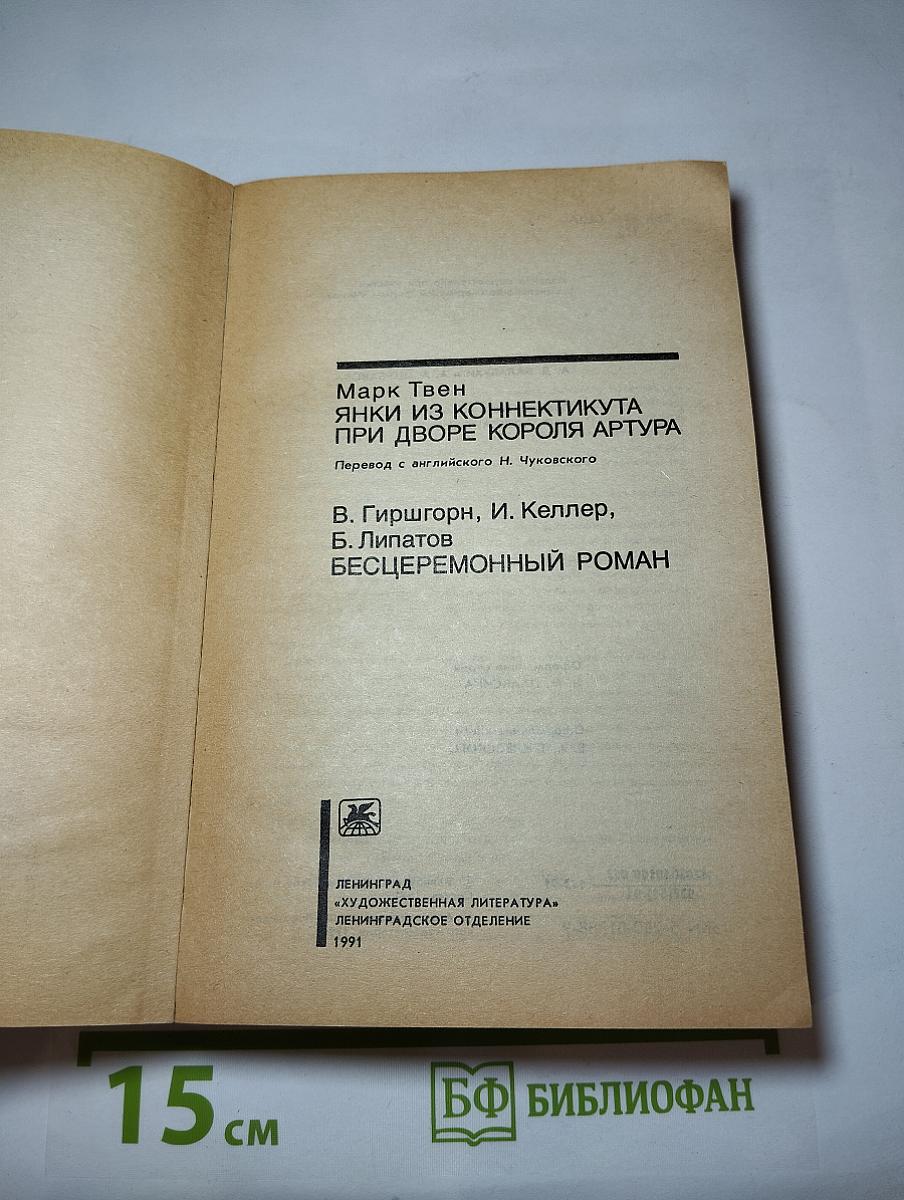 Марк Твен
ЯНКИ ИЗ КОННЕКТИКУТА
ПРИ ДВОРЕ КОРОЛЯ АРТУРА
Перевод с английского Н. Чуковского
В. Гиршгорн, И. Келлер,
Б. Липатов
БЕСЦЕРЕМОННЫЙ РОМАН
ЛЕНИНГРАД
«ХУДОЖЕСТВЕННАЯ ЛИТЕРАТУРА»
ЛЕНИНГРАДСКОЕ ОТДЕЛЕНИЕ
1991
15 см
БФ БИБЛИОФАН